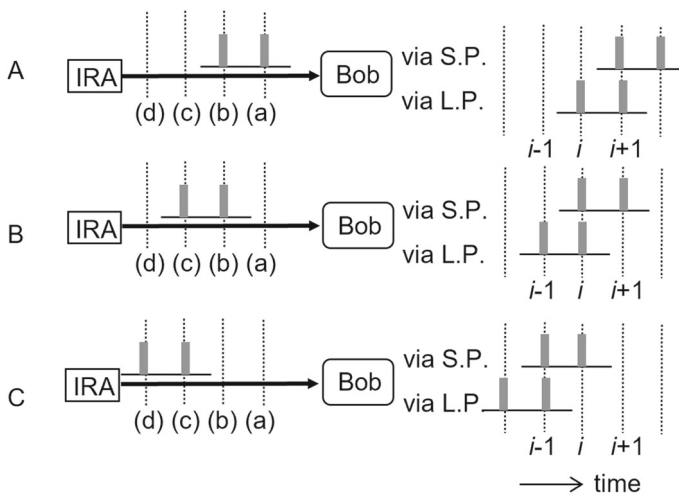 A
IRA
Bob
via S.P.
via L.P.
(d) (c) (b) (a)
i-1 i i+1
B
IRA
Bob
via S.P.
via L.P.
(d) (c) (b) (a)
i-1 i i+1
C
IRA
Bob
via S.P.
via L.P.
(d) (c) (b) (a)
i-1 i i+1
time